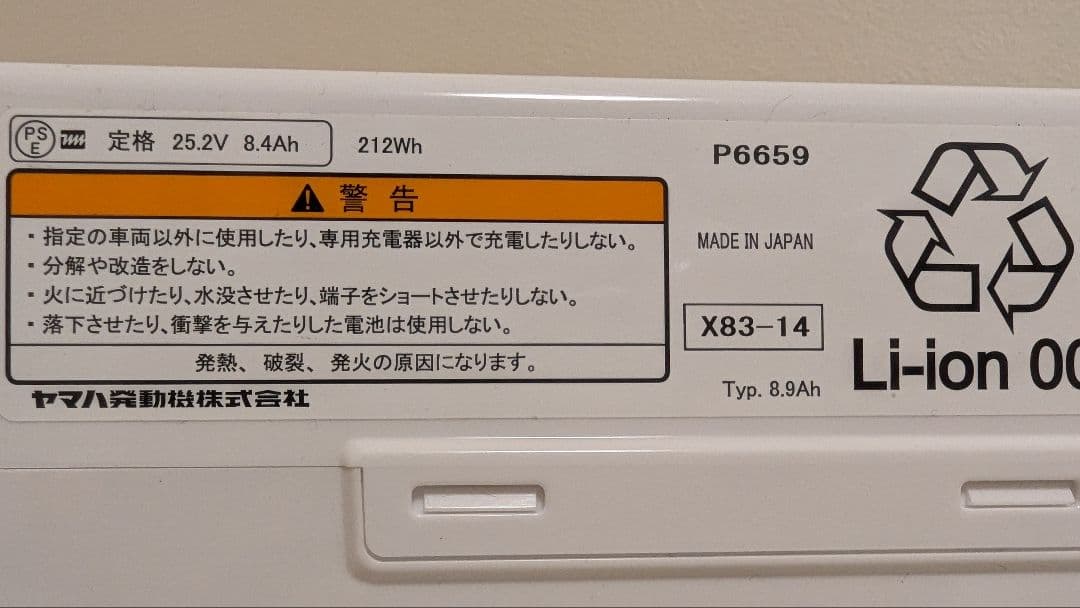 PS E 定格 25.2V 8.4Ah 212Wh
警告
・指定の車両以外に使用したり、専用充電器以外で充電したりしない。
・分解や改造をしない。
・火に近づけたり、水没させたり、端子をショートさせたりしない。
・落下させたり、衝撃を与えたりした電池は使用しない。
発熱、破裂、発火の原因になります。
ヤマハ発動機株式会社
P6659
MADE IN JAPAN
X83-14
Typ. 8.9Ah
Li-ion 00